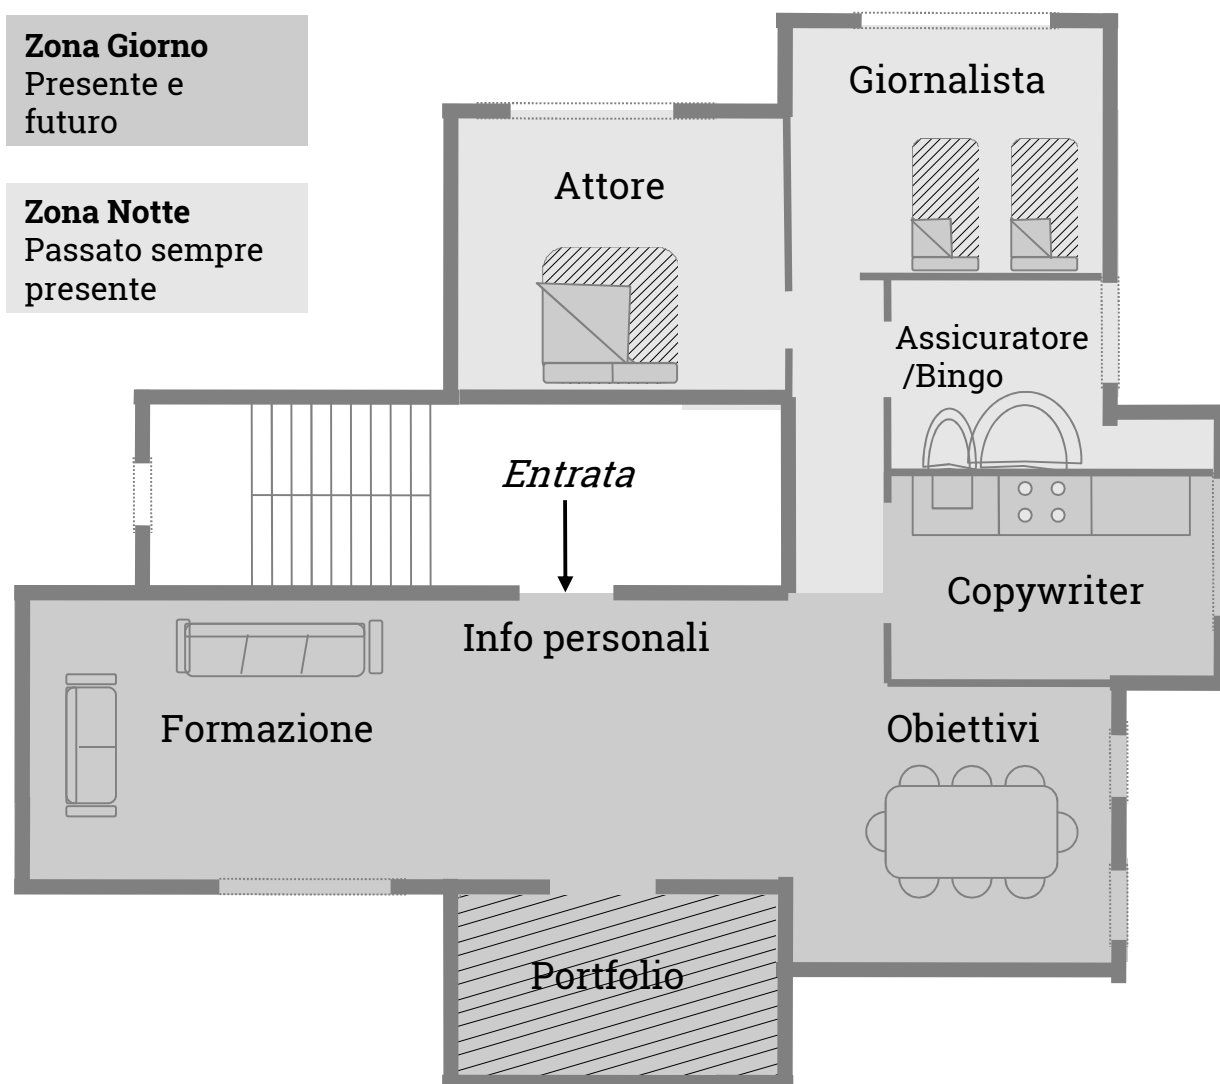 Zona Giorno
Presente e
futuro
Zona Notte
Passato sempre
presente
Giornalista
Attore
Assicuratore
/Bingo
Entrata
Copywriter
Info personali
Formazione
Obiettivi
Portfolio